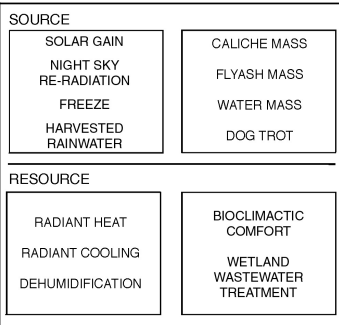 SOURCE
SOLAR GAIN
NIGHT SKY
RE-RADIATION
FREEZE
HARVESTED
RAINWATER
CALICHE MASS
FLYASH MASS
WATER MASS
DOG TROT
RESOURCE
RADIANT HEAT
RADIANT COOLING
DEHUMIDIFICATION
BIOCLIMACTIC
COMFORT
WETLAND
WASTEWATER
TREATMENT